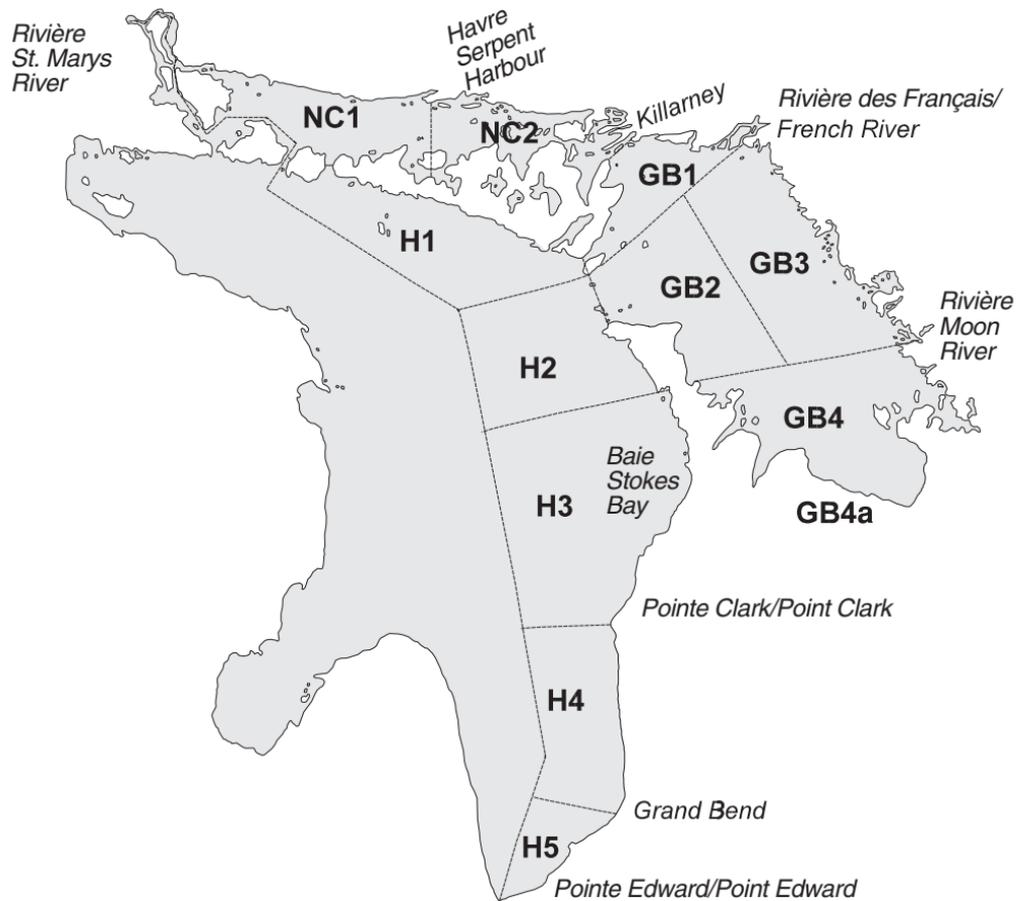 Rivière
St. Marys
River
Havre
Serpent
Harbour
Killarney
Rivière des Français/
French River
NC1
NC2
GB1
H1
GB3
GB2
Rivière
Moon
River
H2
GB4
Baie
Stokes
Bay
H3
GB4a
Pointe Clark/Point Clark
H4
Grand Bend
H5
Pointe Edward/Point Edward